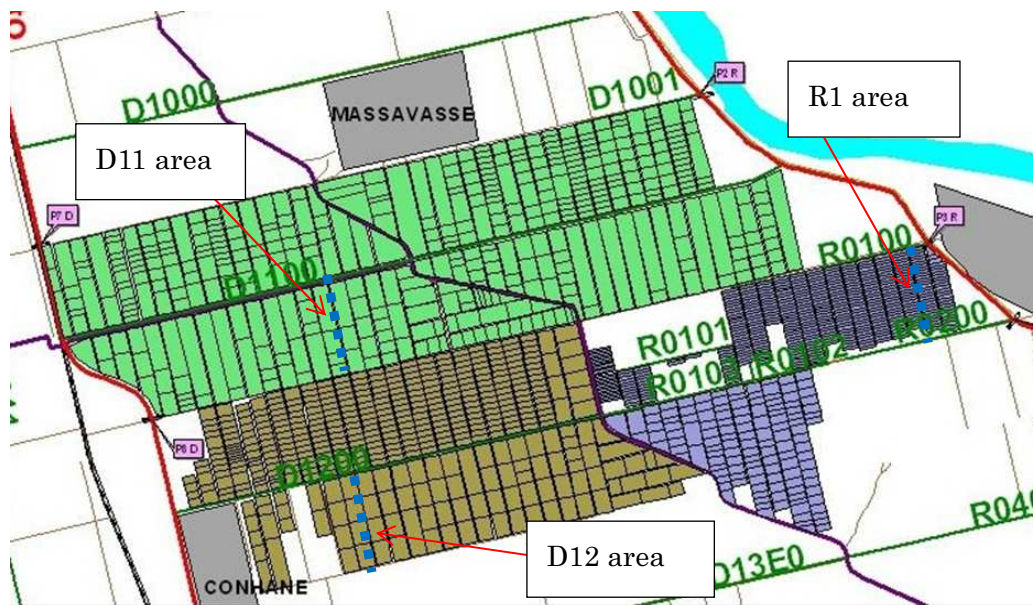 D1000
MASSAVASSE
D1001
P2 R
R1 area
D11 area
P7 D
P3 R
R0100
D1100
R0200
R0101
R0102
D1200
P8 D
D12 area
R040
D13E0
CONHANE